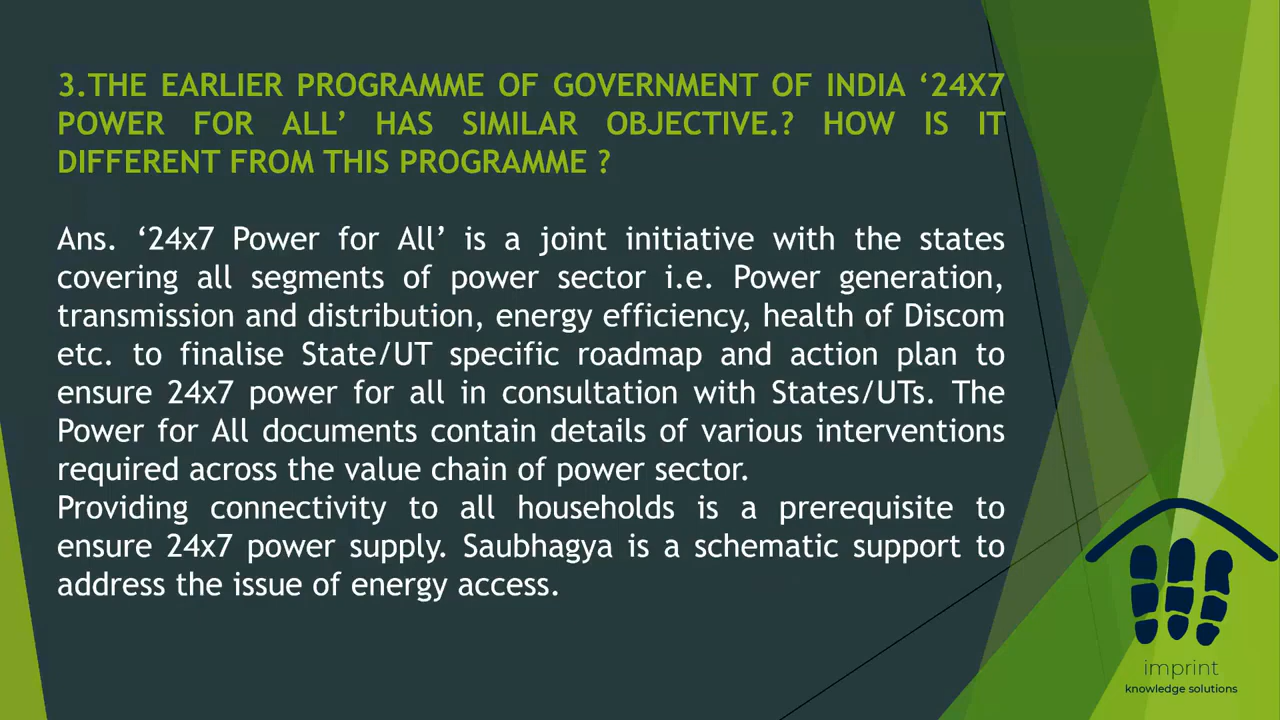 3.THE EARLIER PROGRAMME OF GOVERNMENT OF INDIA ‘24X7
POWER FOR ALL’ HAS SIMILAR OBJECTIVE.? HOW IS IT
DIFFERENT FROM THIS PROGRAMME ?
Ans. ‘24x7 Power for All’ is a joint initiative with the states
covering all segments of power sector i.e. Power generation,
transmission and distribution, energy efficiency, health of Discom
etc. to finalise State/UT specific roadmap and action plan to
ensure 24x7 power for all in consultation with States/UTs. The
Power for All documents contain details of various interventions
required across the value chain of power sector.
Providing connectivity to all households is a prerequisite to
ensure 24x7 power supply. Saubhagya is a schematic support to
address the issue of energy access.
imprint
knowledge solutions